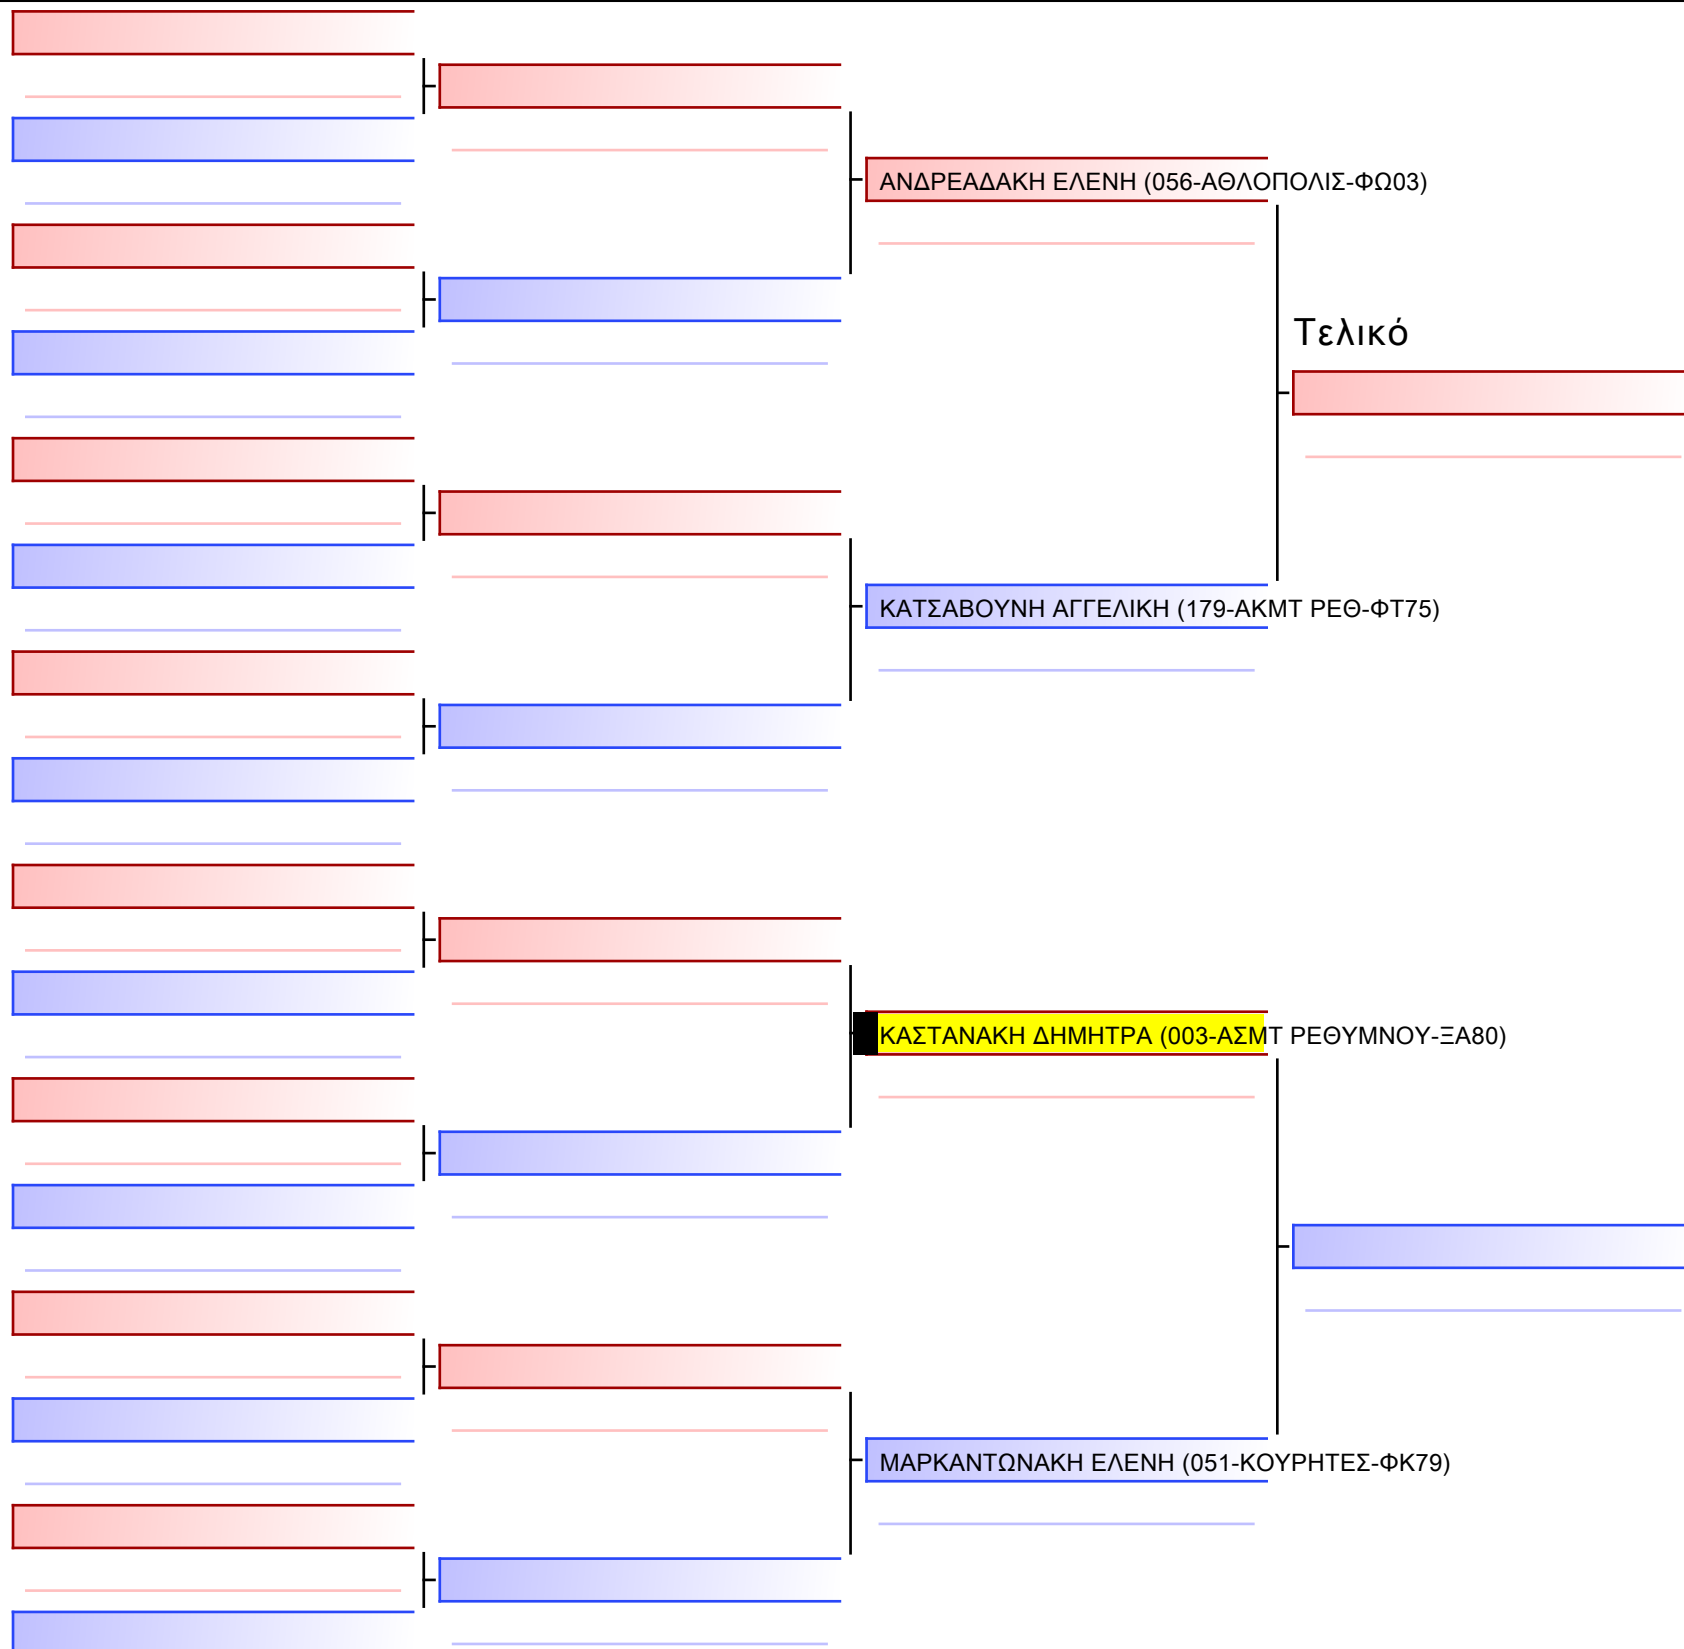 ΑΝΔΡΕΑΔΑΚΗ ΕΛΕΝΗ (056-ΑΘΛΟΠΟΛΙΣ-ΦΩ03)
Τελικό
ΚΑΤΣΑΒΟΥΝΗ ΑΓΓΕΛΙΚΗ (179-ΑΚΜΤ ΡΕΘ-ΦΤ75)
ΚΑΣΤΑΝΑΚΗ ΔΗΜΗΤΡΑ (003-ΑΣΜΤ ΡΕΘΥΜΝΟΥ-ΞΑ80)
ΜΑΡΚΑΝΤΩΝΑΚΗ ΕΛΕΝΗ (051-ΚΟΥΡΗΤΕΣ-ΦΚ79)